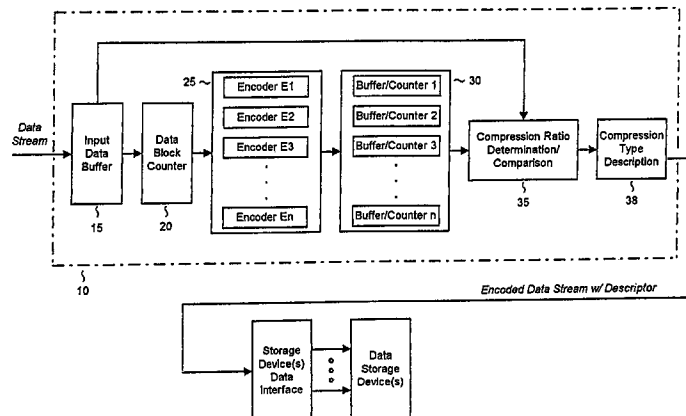 25
30
Encoder E1
Encoder E2
Encoder E3
Encoder En
Buffer/Counter 1
Buffer/Counter 2
Buffer/Counter 3
Buffer/Counter n
Data
Stream
Input
Data
Buffer
Data
Block
Counter
Compression Ratio
Determination/
Comparison
Compression
Type
Description
15
20
35
38
10
Encoded Data Stream w/ Descriptor
Storage
Device(s)
Data
Interface
Data
Storage
Device(s)